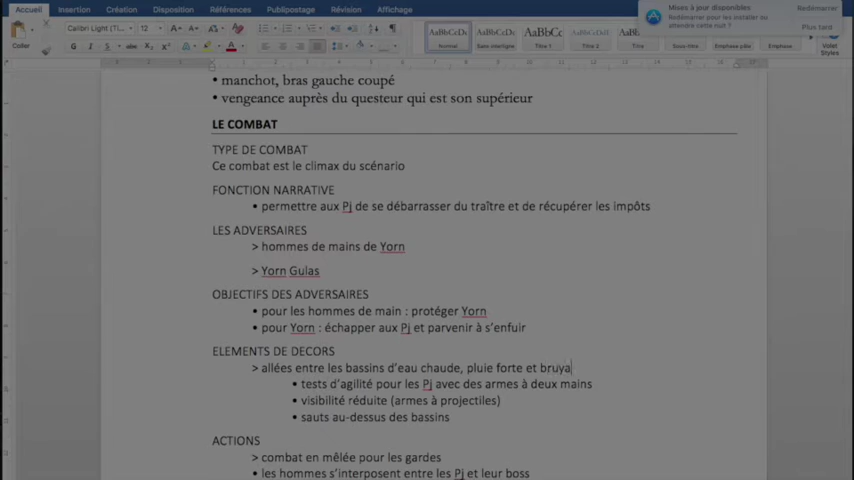 Accueil Insertion Création Disposition Références Publipostage Révision Affichage
Mises à jour disponibles
Redémarrer pour les installer ou
attendre cette nuit ?
Redémarrer
Plus tard
Coller
Lucida Bright
12
G I S abc X₂ X²
AaBbCcDc AaBbCcDc AaBbCc AaBbCcDc
Normal Sans interligne Titre 1 Titre 2 Titre Sous-titre Emphase pâle Emphase
Volet
Styles
• manchot, bras gauche coupé
• vengeance auprès du questeur qui est son supérieur
LE COMBAT
TYPE DE COMBAT
Ce combat est le climax du scénario
FONCTION NARRATIVE
• permettre aux Pj de se débarrasser du traître et de récupérer les impôts
LES ADVERSAIRES
> hommes de mains de Yorn
> Yorn Gulas
OBJECTIFS DES ADVERSAIRES
• pour les hommes de main : protéger Yorn
• pour Yorn : échapper aux Pj et parvenir à s’enfuir
ELEMENTS DE DECORS
> allées entre les bassins d’eau chaude, pluie forte et bruya
• tests d’agilité pour les Pj avec des armes à deux mains
• visibilité réduite (armes à projectiles)
• sauts au-dessus des bassins
ACTIONS
> combat en mêlée pour les gardes
• les hommes s’interposent entre les Pj et leur boss